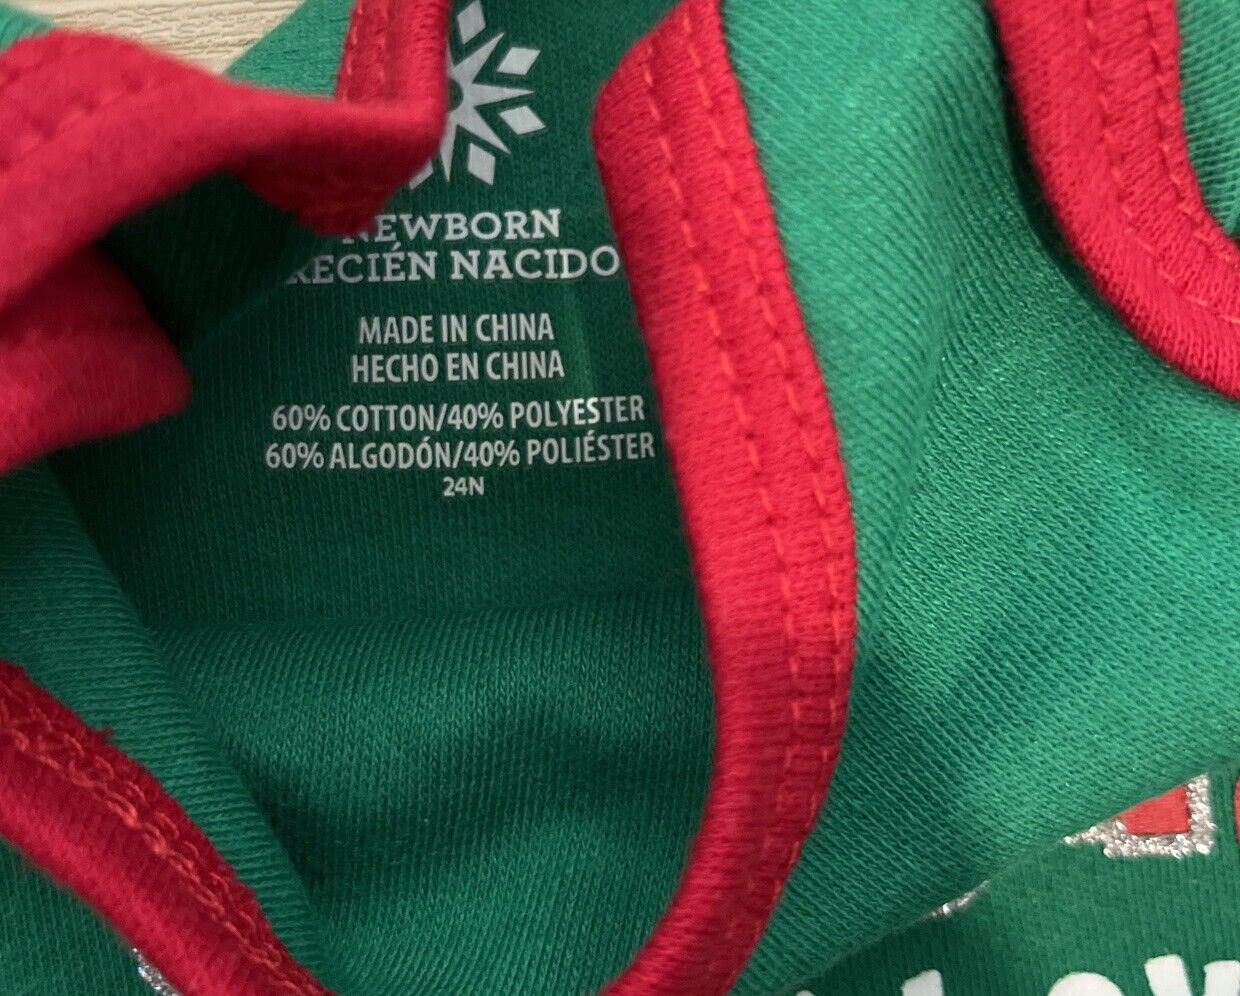 NEWBORN
RECIÉN NACIDO
MADE IN CHINA
HECHO EN CHINA
60% COTTON/40% POLYESTER
60% ALGODÓN/40% POLIÉSTER
24N